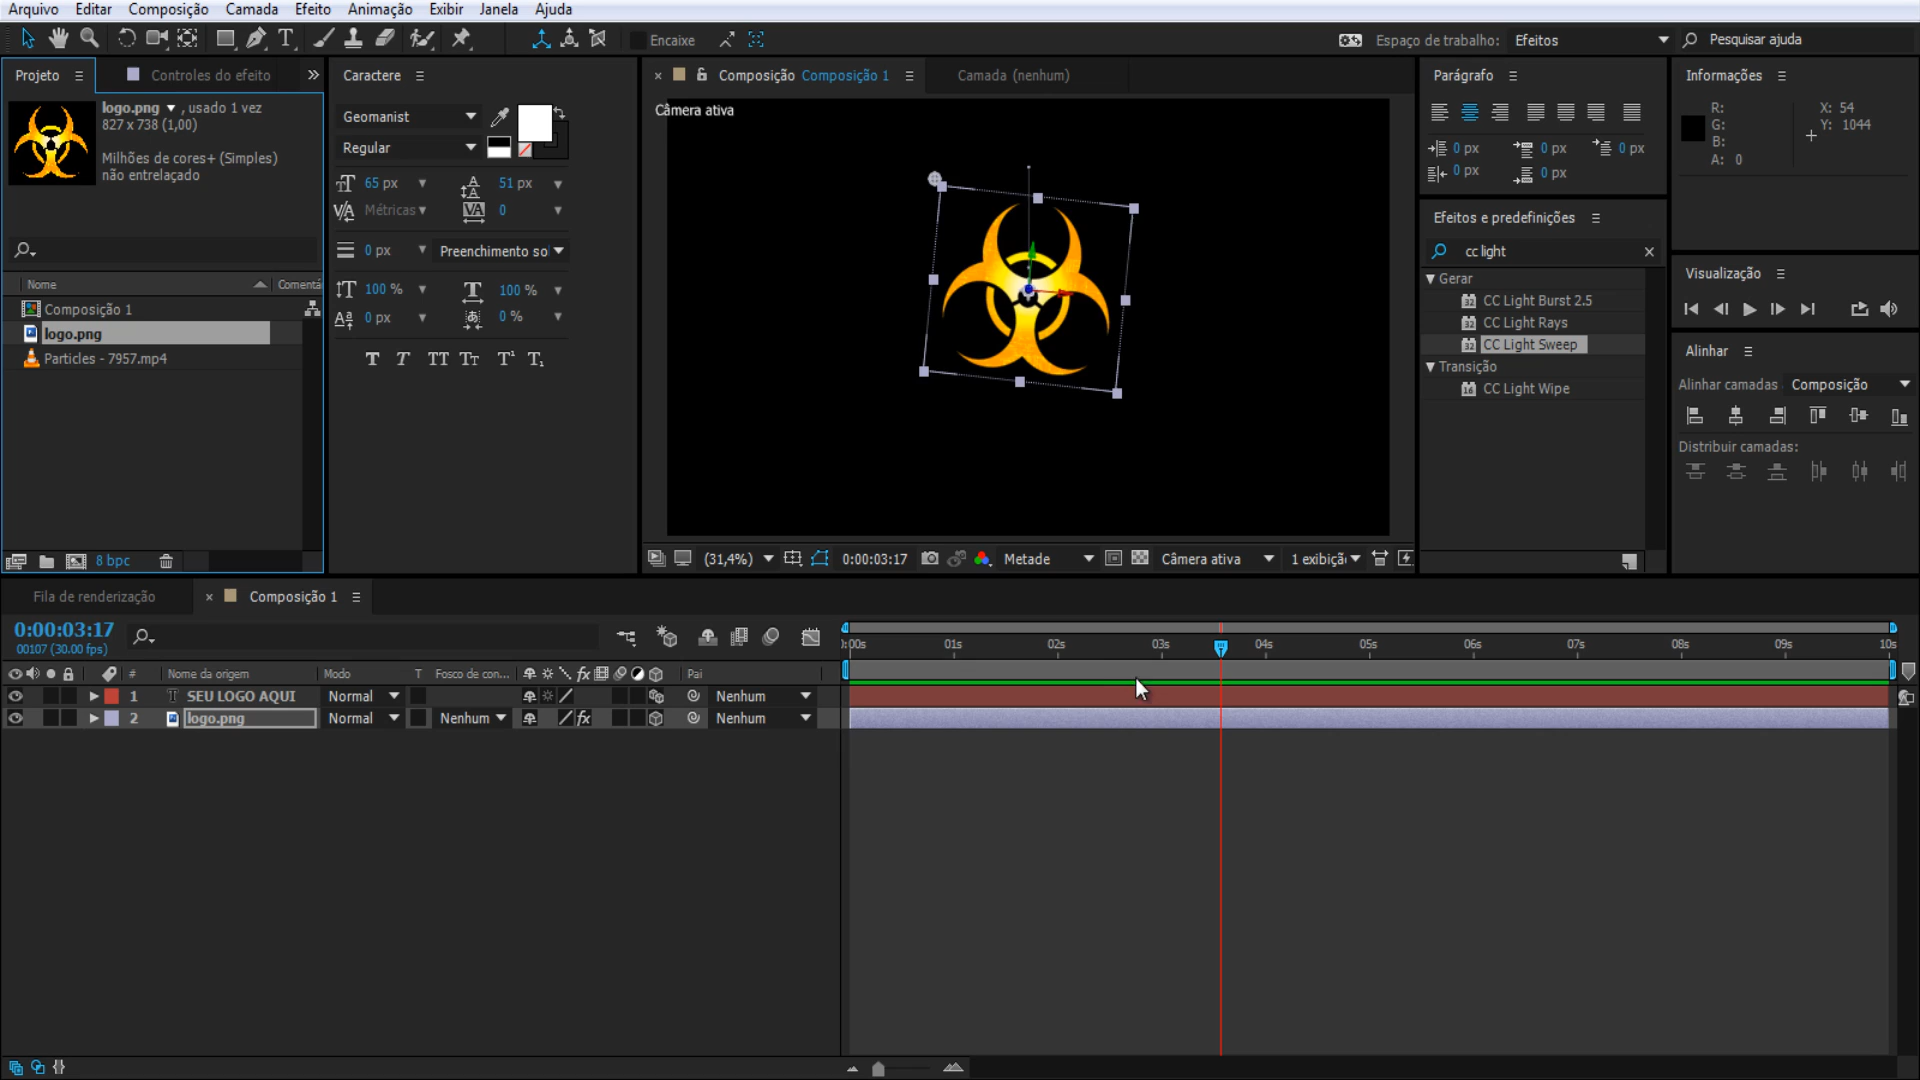 Arquivo Editar Composição Camada Efeito Animação Exibir Janela Ajuda
Encaixe
Espaço de trabalho: Efeitos
Pesquisar ajuda
Projeto
Controles do efeito
logo.png , usado 1 vez
827 x 738 (1,00)
Milhões de cores+ (Simples)
não entrelaçado
Nome
Comentá
Composição 1
logo.png
Particles - 7957.mp4
8 bpc
Caractere
Geomanist
Regular
65 px
51 px
Métricas
0
0 px
Preenchimento so
100 %
100 %
0 px
0 %
Composição Composição 1
Camada (nenhum)
Câmera ativa
(31,4%)
0:00:03:17
Metade
Câmera ativa
1 exibiçã
Parágrafo
0 px
0 px
0 px
0 px
0 px
Efeitos e predefinições
cc light
Gerar
CC Light Burst 2.5
CC Light Rays
CC Light Sweep
Transição
CC Light Wipe
Informações
R:
G:
B:
A: 0
X: 54
Y: 1044
Visualização
Alinhar
Alinhar camadas Composição
Distribuir camadas:
Fila de renderização
Composição 1
0:00:03:17
00107 (30.00 fps)
# Nome da origem Modo T Fosco de con... Pai
1 SEU LOGO AQUI Normal Nenhum
2 logo.png Normal Nenhum Nenhum
:00s 01s 02s 03s 04s 05s 06s 07s 08s 09s 10s